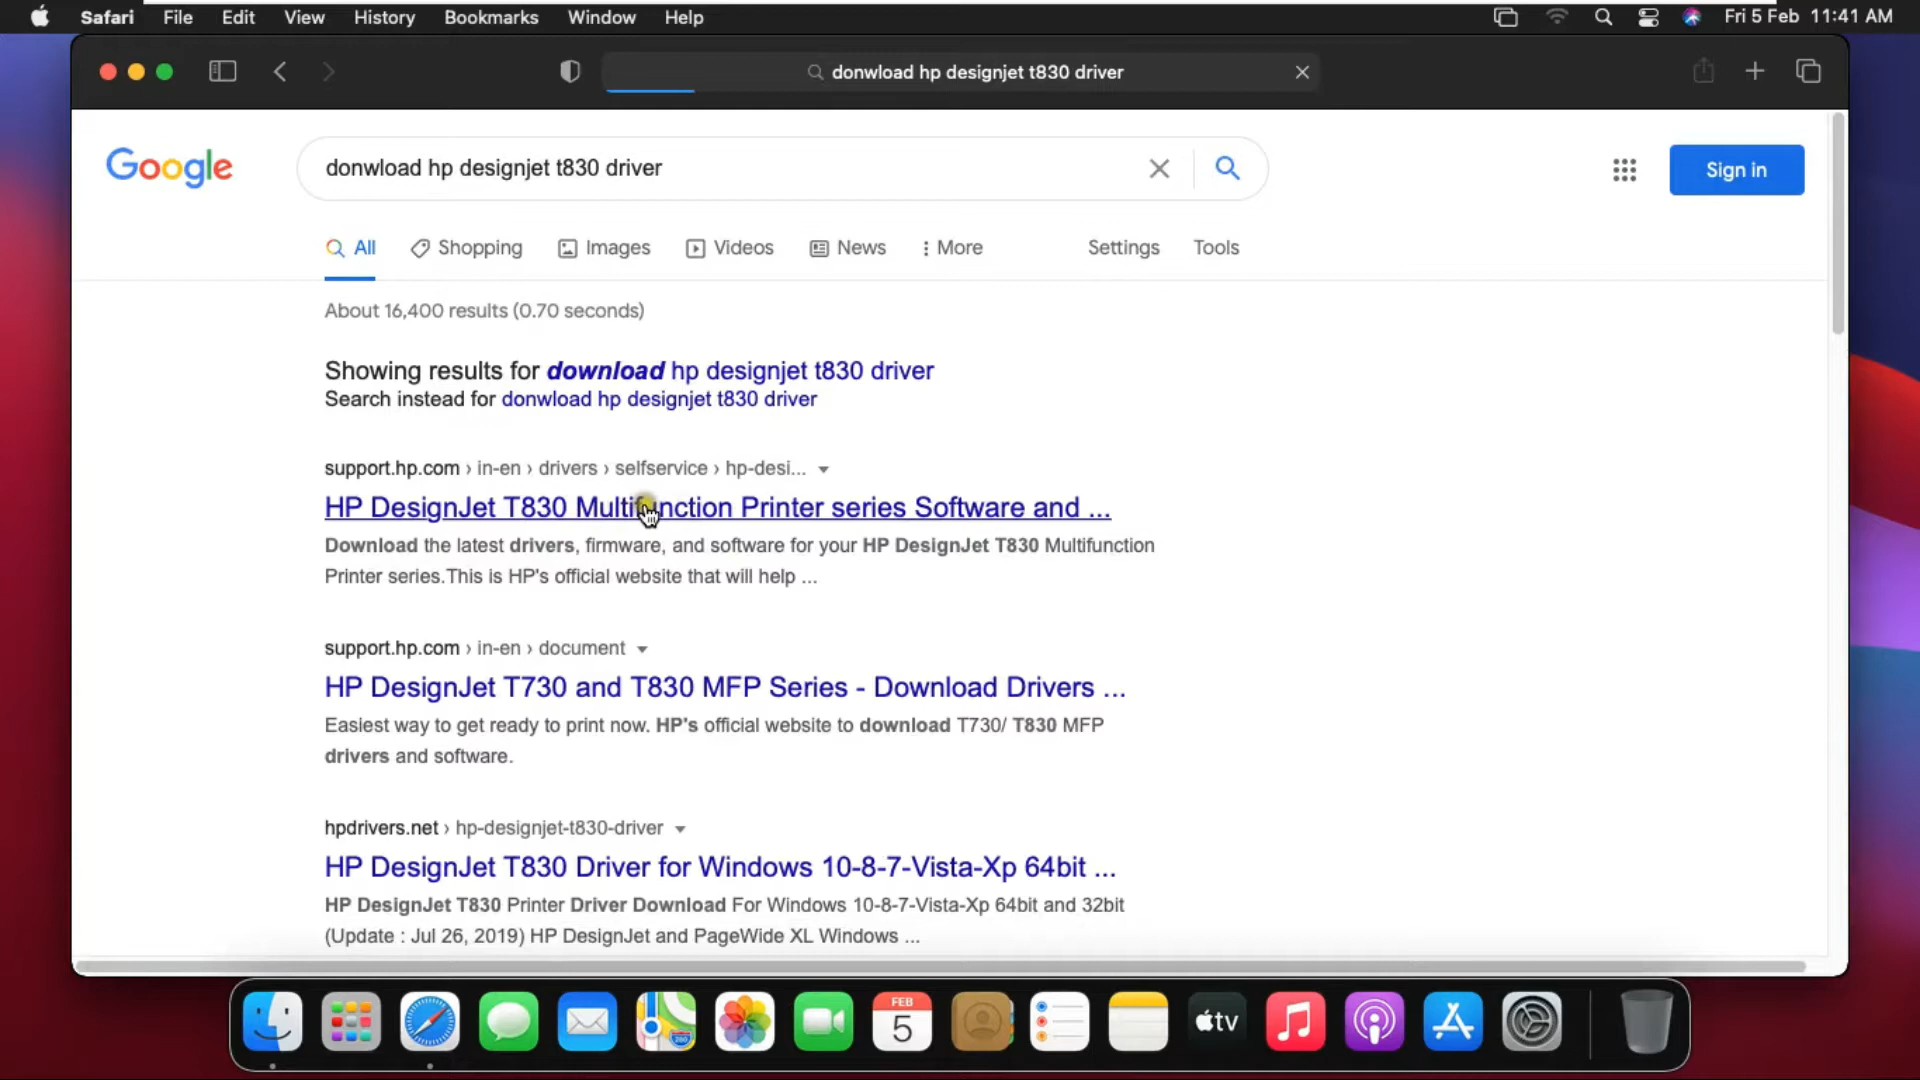 Safari File Edit View History Bookmarks Window Help Fri 5 Feb 11:41 AM
donwload hp designjet t830 driver
Google donwload hp designjet t830 driver Sign in
All Shopping Images Videos News More Settings Tools
About 16,400 results (0.70 seconds)
Showing results for download hp designjet t830 driver
Search instead for donwload hp designjet t830 driver
support.hp.com › in-en › drivers › selfservice › hp-desi...
HP DesignJet T830 Multifunction Printer series Software and ...
Download the latest drivers, firmware, and software for your HP DesignJet T830 Multifunction
Printer series.This is HP's official website that will help ...
support.hp.com › in-en › document
HP DesignJet T730 and T830 MFP Series - Download Drivers ...
Easiest way to get ready to print now. HP's official website to download T730/ T830 MFP
drivers and software.
hpdrivers.net › hp-designjet-t830-driver
HP DesignJet T830 Driver for Windows 10-8-7-Vista-Xp 64bit ...
HP DesignJet T830 Printer Driver Download For Windows 10-8-7-Vista-Xp 64bit and 32bit
(Update : Jul 26, 2019) HP DesignJet and PageWide XL Windows ...
FEB
5
tv